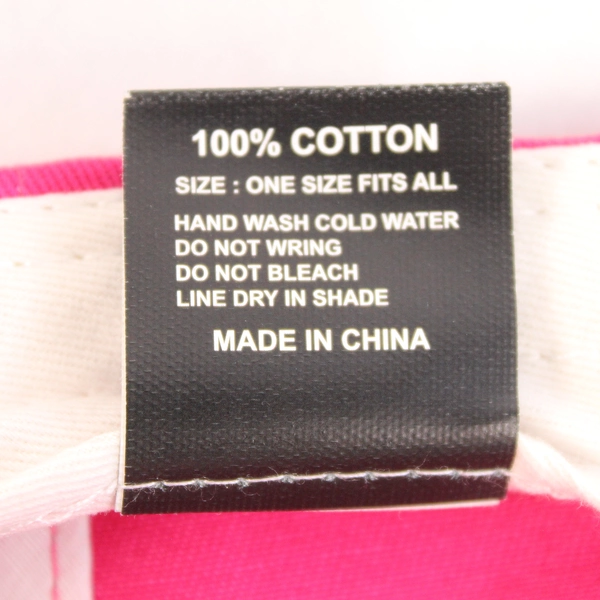 100% COTTON
SIZE : ONE SIZE FITS ALL
HAND WASH COLD WATER
DO NOT WRING
DO NOT BLEACH
LINE DRY IN SHADE
MADE IN CHINA